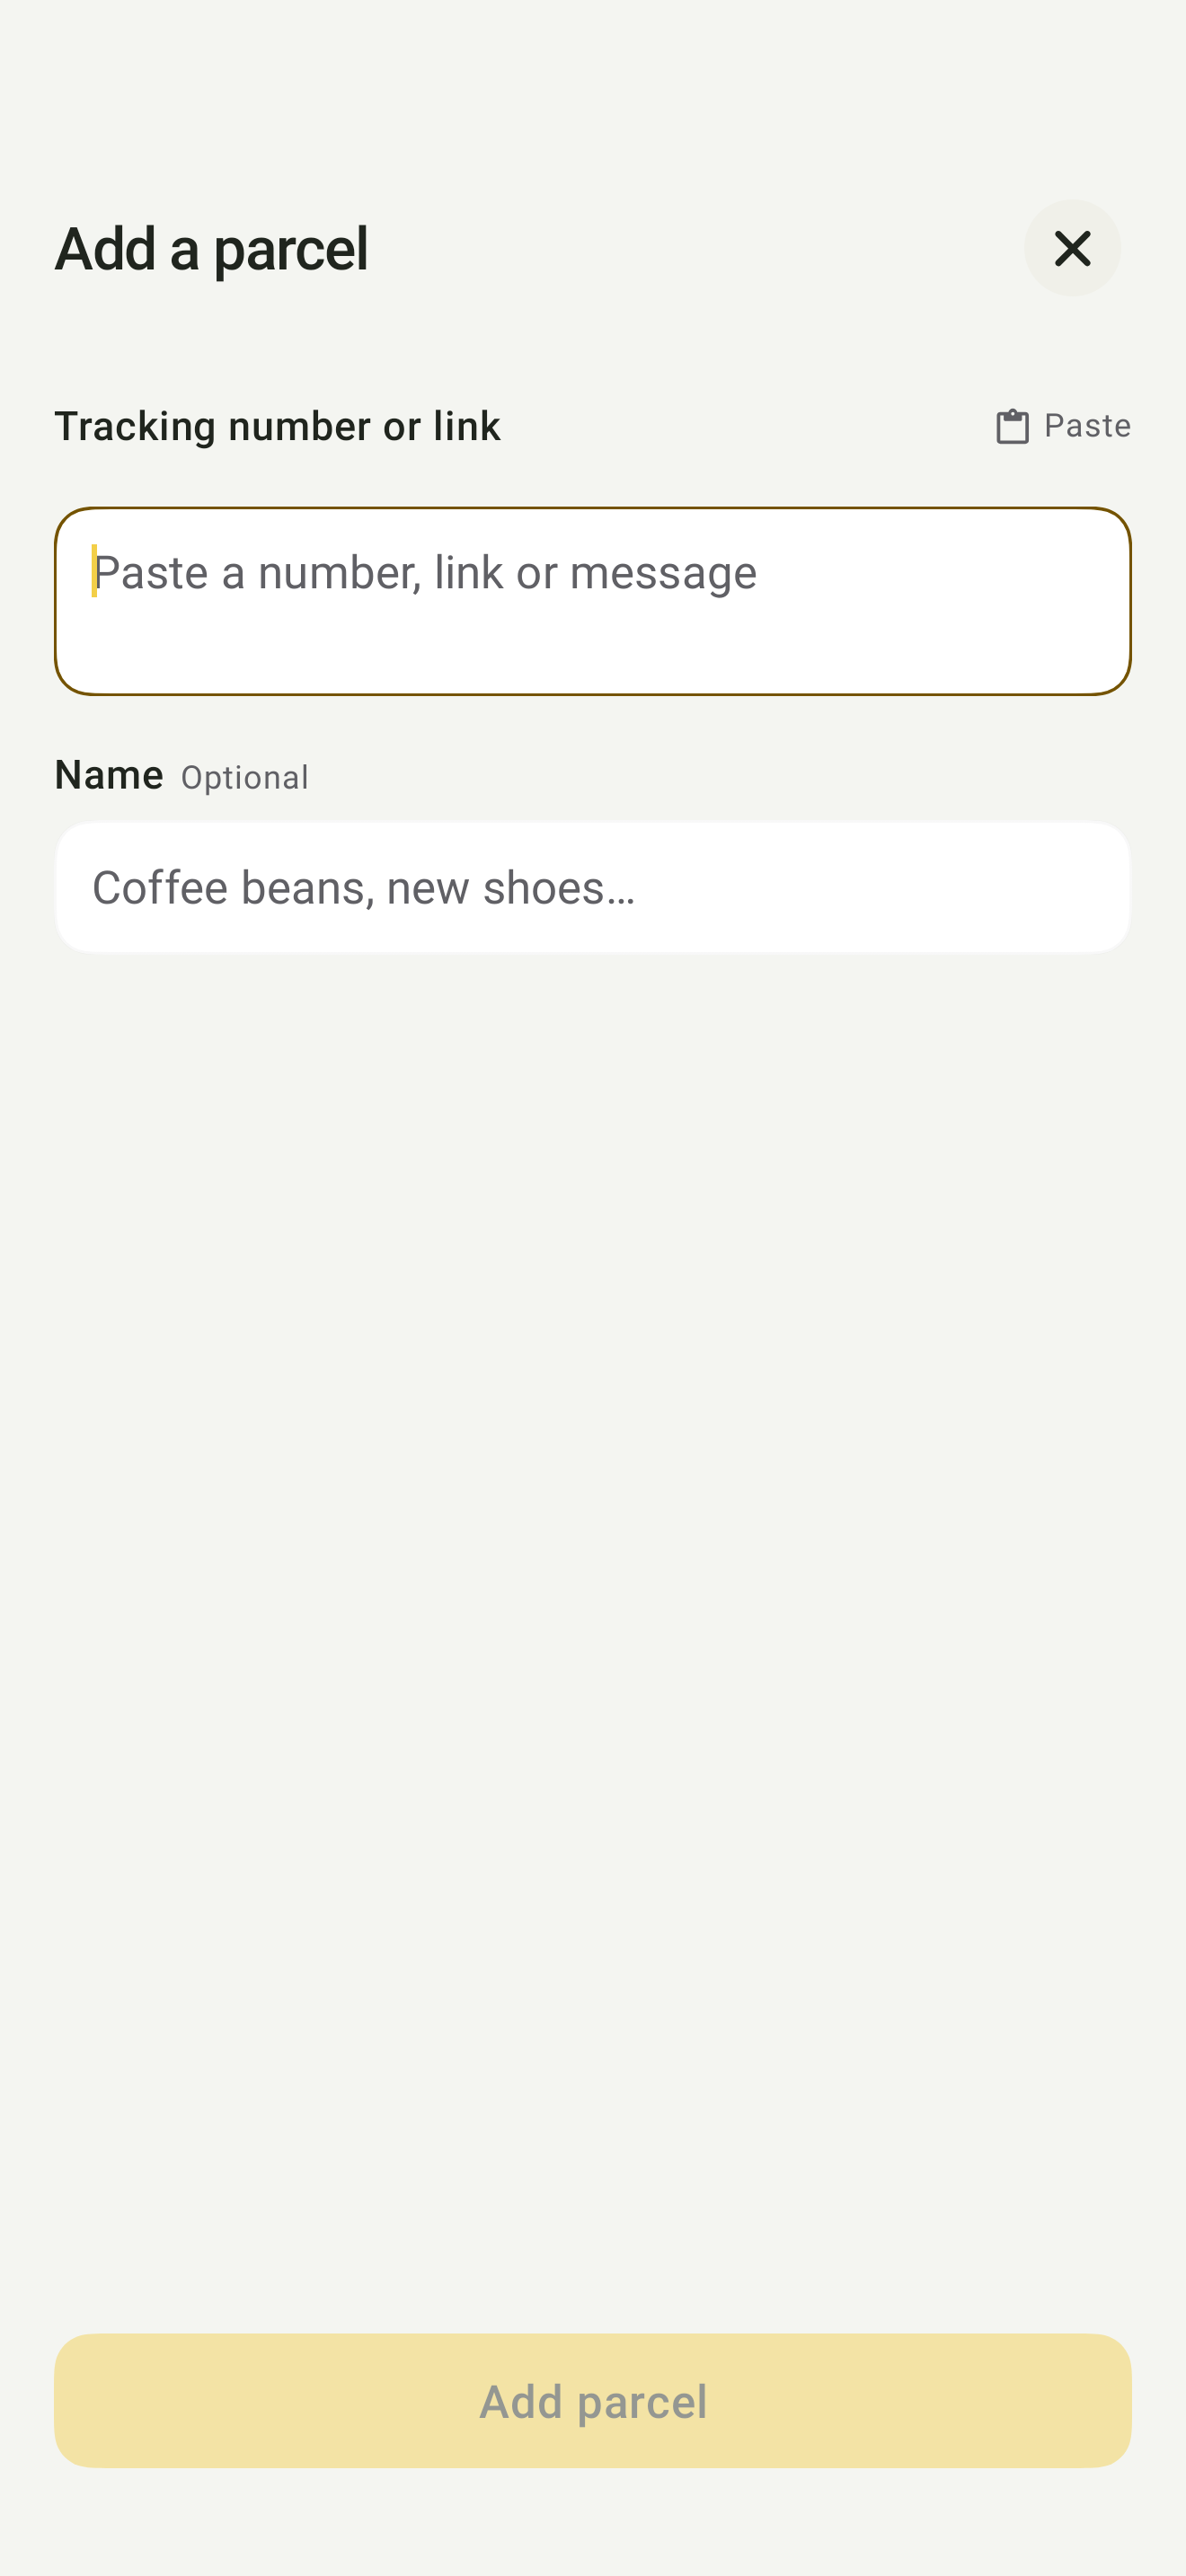 Add a parcel
Tracking number or link
Paste
Paste a number, link or message
Name Optional
Coffee beans, new shoes…
Add parcel